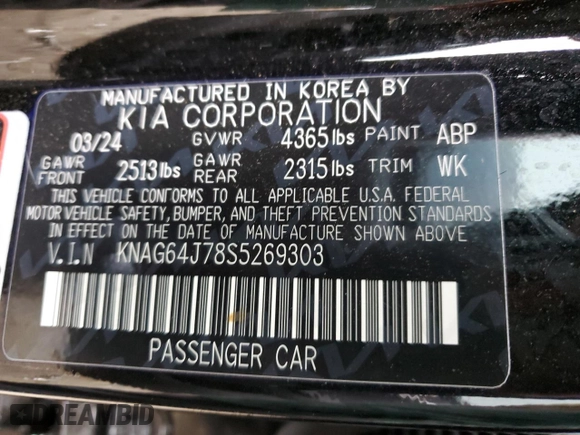 MANUFACTURED IN KOREA BY
KIA CORPORATION
03/24 GVWR 4365 lbs PAINT ABP
GAWR FRONT 2513 lbs GAWR REAR 2315 lbs TRIM WK
THIS VEHICLE CONFORMS TO ALL APPLICABLE U.S.A. FEDERAL
MOTOR VEHICLE SAFETY, BUMPER, AND THEFT PREVENTION STANDARDS
IN EFFECT ON THE DATE OF MANUFACTURE SHOWN ABOVE.
V.I.N KNAG64J78S5269303
PASSENGER CAR
DREAMBID